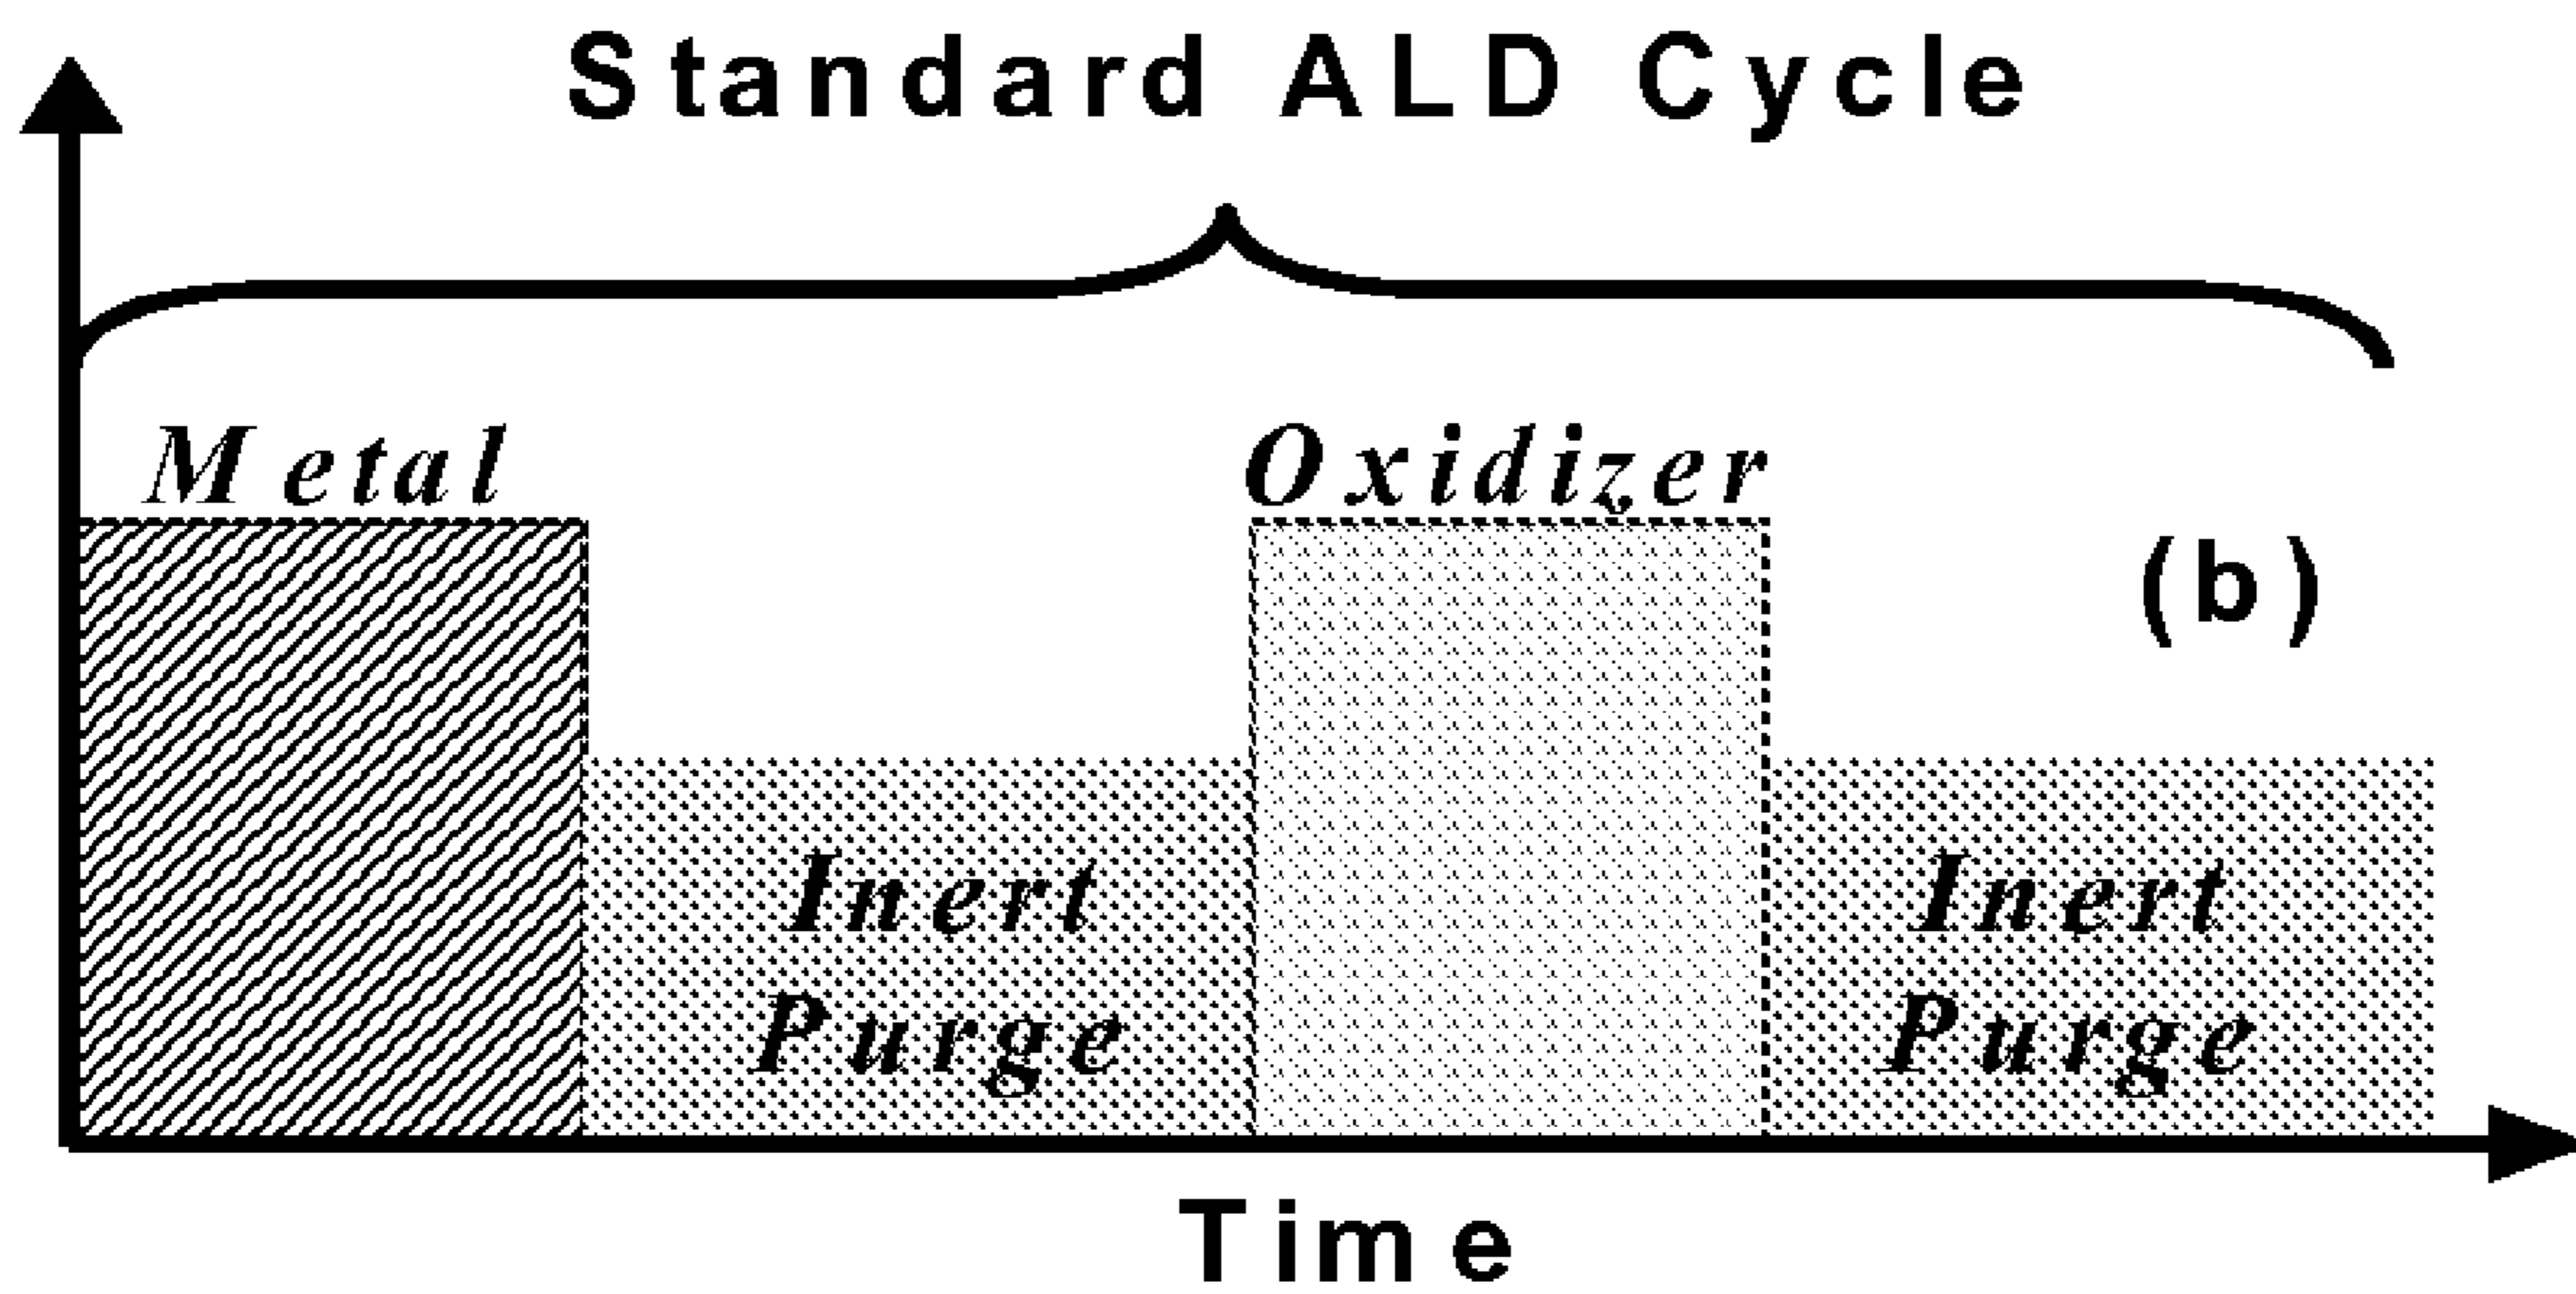 Standard ALD Cycle
Metal
Oxidizer
(b)
Inert
Purge
Inert
Purge
Time